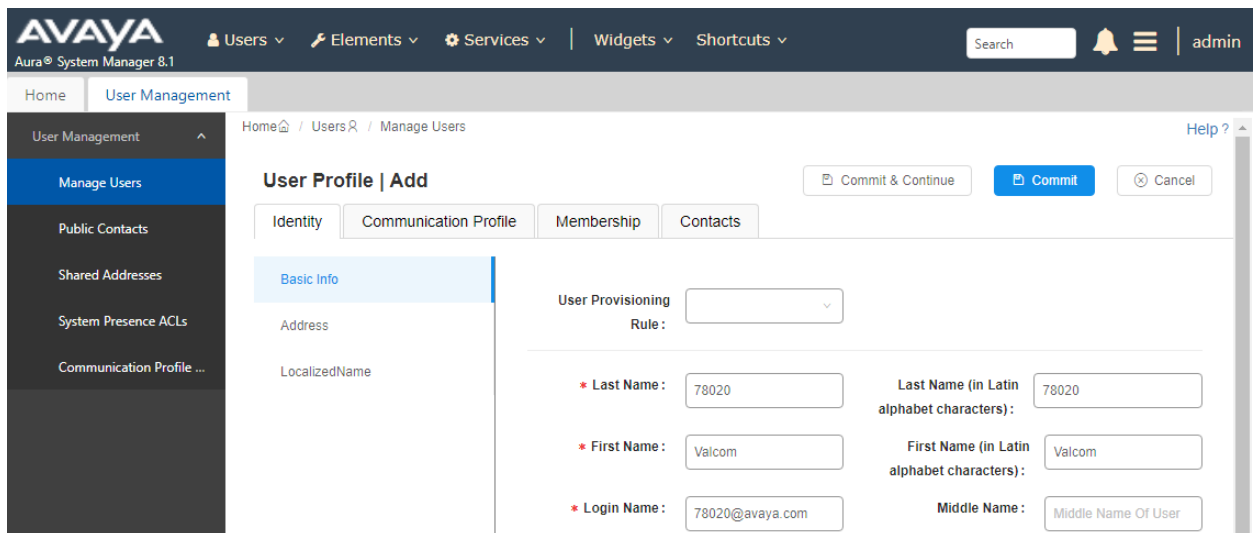 AVAYA
Aura® System Manager 8.1
Users Elements Services | Widgets Shortcuts Search | admin
Home User Management
User Management
Manage Users
Public Contacts
Shared Addresses
System Presence ACLs
Communication Profile ...
Home / Users / Manage Users Help ?
User Profile | Add Commit & Continue Commit Cancel
Identity Communication Profile Membership Contacts
Basic Info
Address
LocalizedName
User Provisioning
Rule :
* Last Name : 78020 Last Name (in Latin
alphabet characters) : 78020
* First Name : Valcom First Name (in Latin
alphabet characters) : Valcom
* Login Name : 78020@avaya.com Middle Name : Middle Name Of User